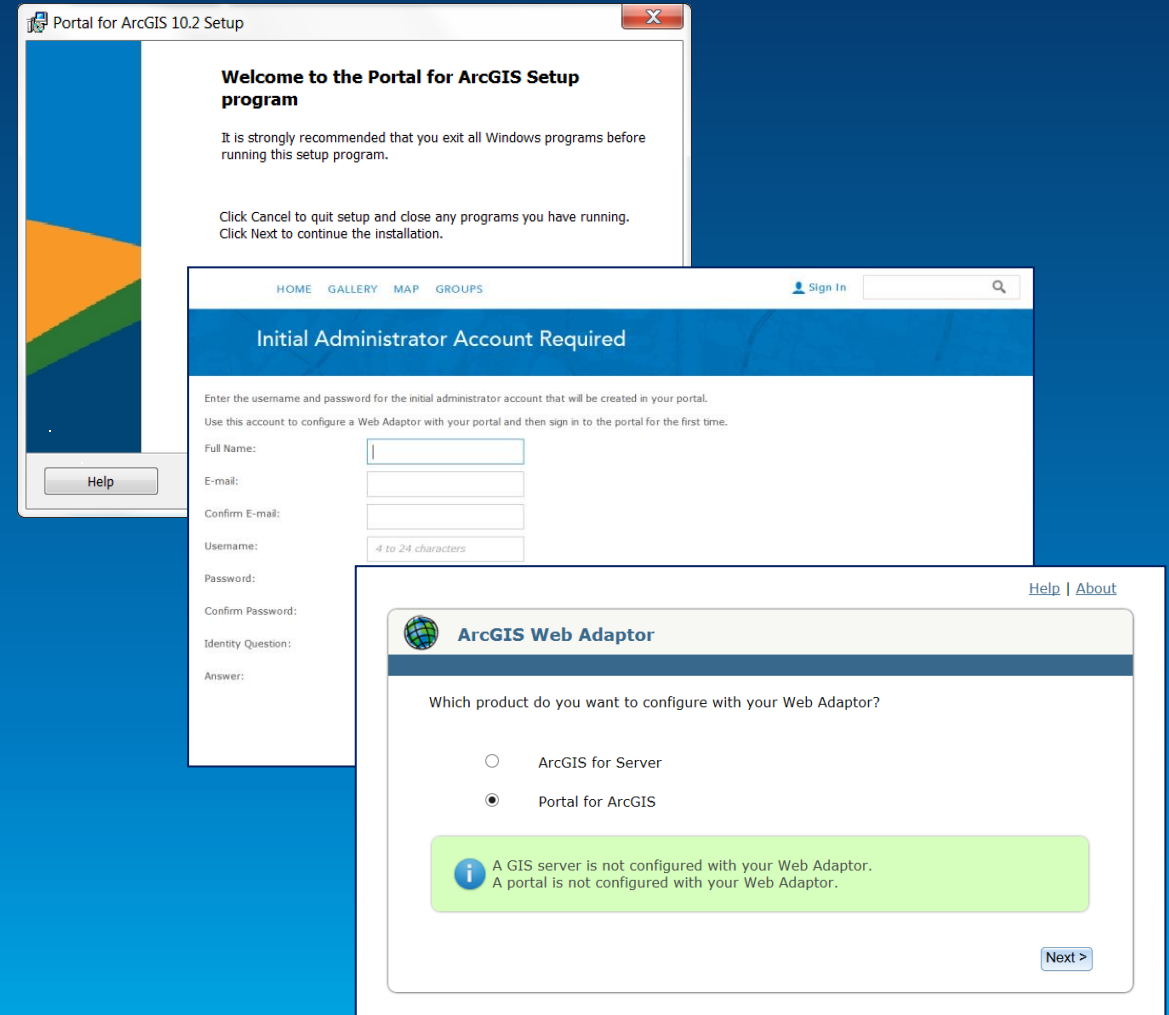 Portal for ArcGIS 10.2 Setup
X
Welcome to the Portal for ArcGIS Setup
program
It is strongly recommended that you exit all Windows programs before
running this setup program.
Click Cancel to quit setup and close any programs you have running.
Click Next to continue the installation.
Help
HOME GALLERY MAP GROUPS Sign In
Initial Administrator Account Required
Enter the username and password for the initial administrator account that will be created in your portal.
Use this account to configure a Web Adaptor with your portal and then sign in to the portal for the first time.
Full Name:
E-mail:
Confirm E-mail:
Username: 4 to 24 characters
Password:
Confirm Password:
Identity Question:
Answer:
Help | About
ArcGIS Web Adaptor
Which product do you want to configure with your Web Adaptor?
ArcGIS for Server
Portal for ArcGIS
i
A GIS server is not configured with your Web Adaptor.
A portal is not configured with your Web Adaptor.
Next >